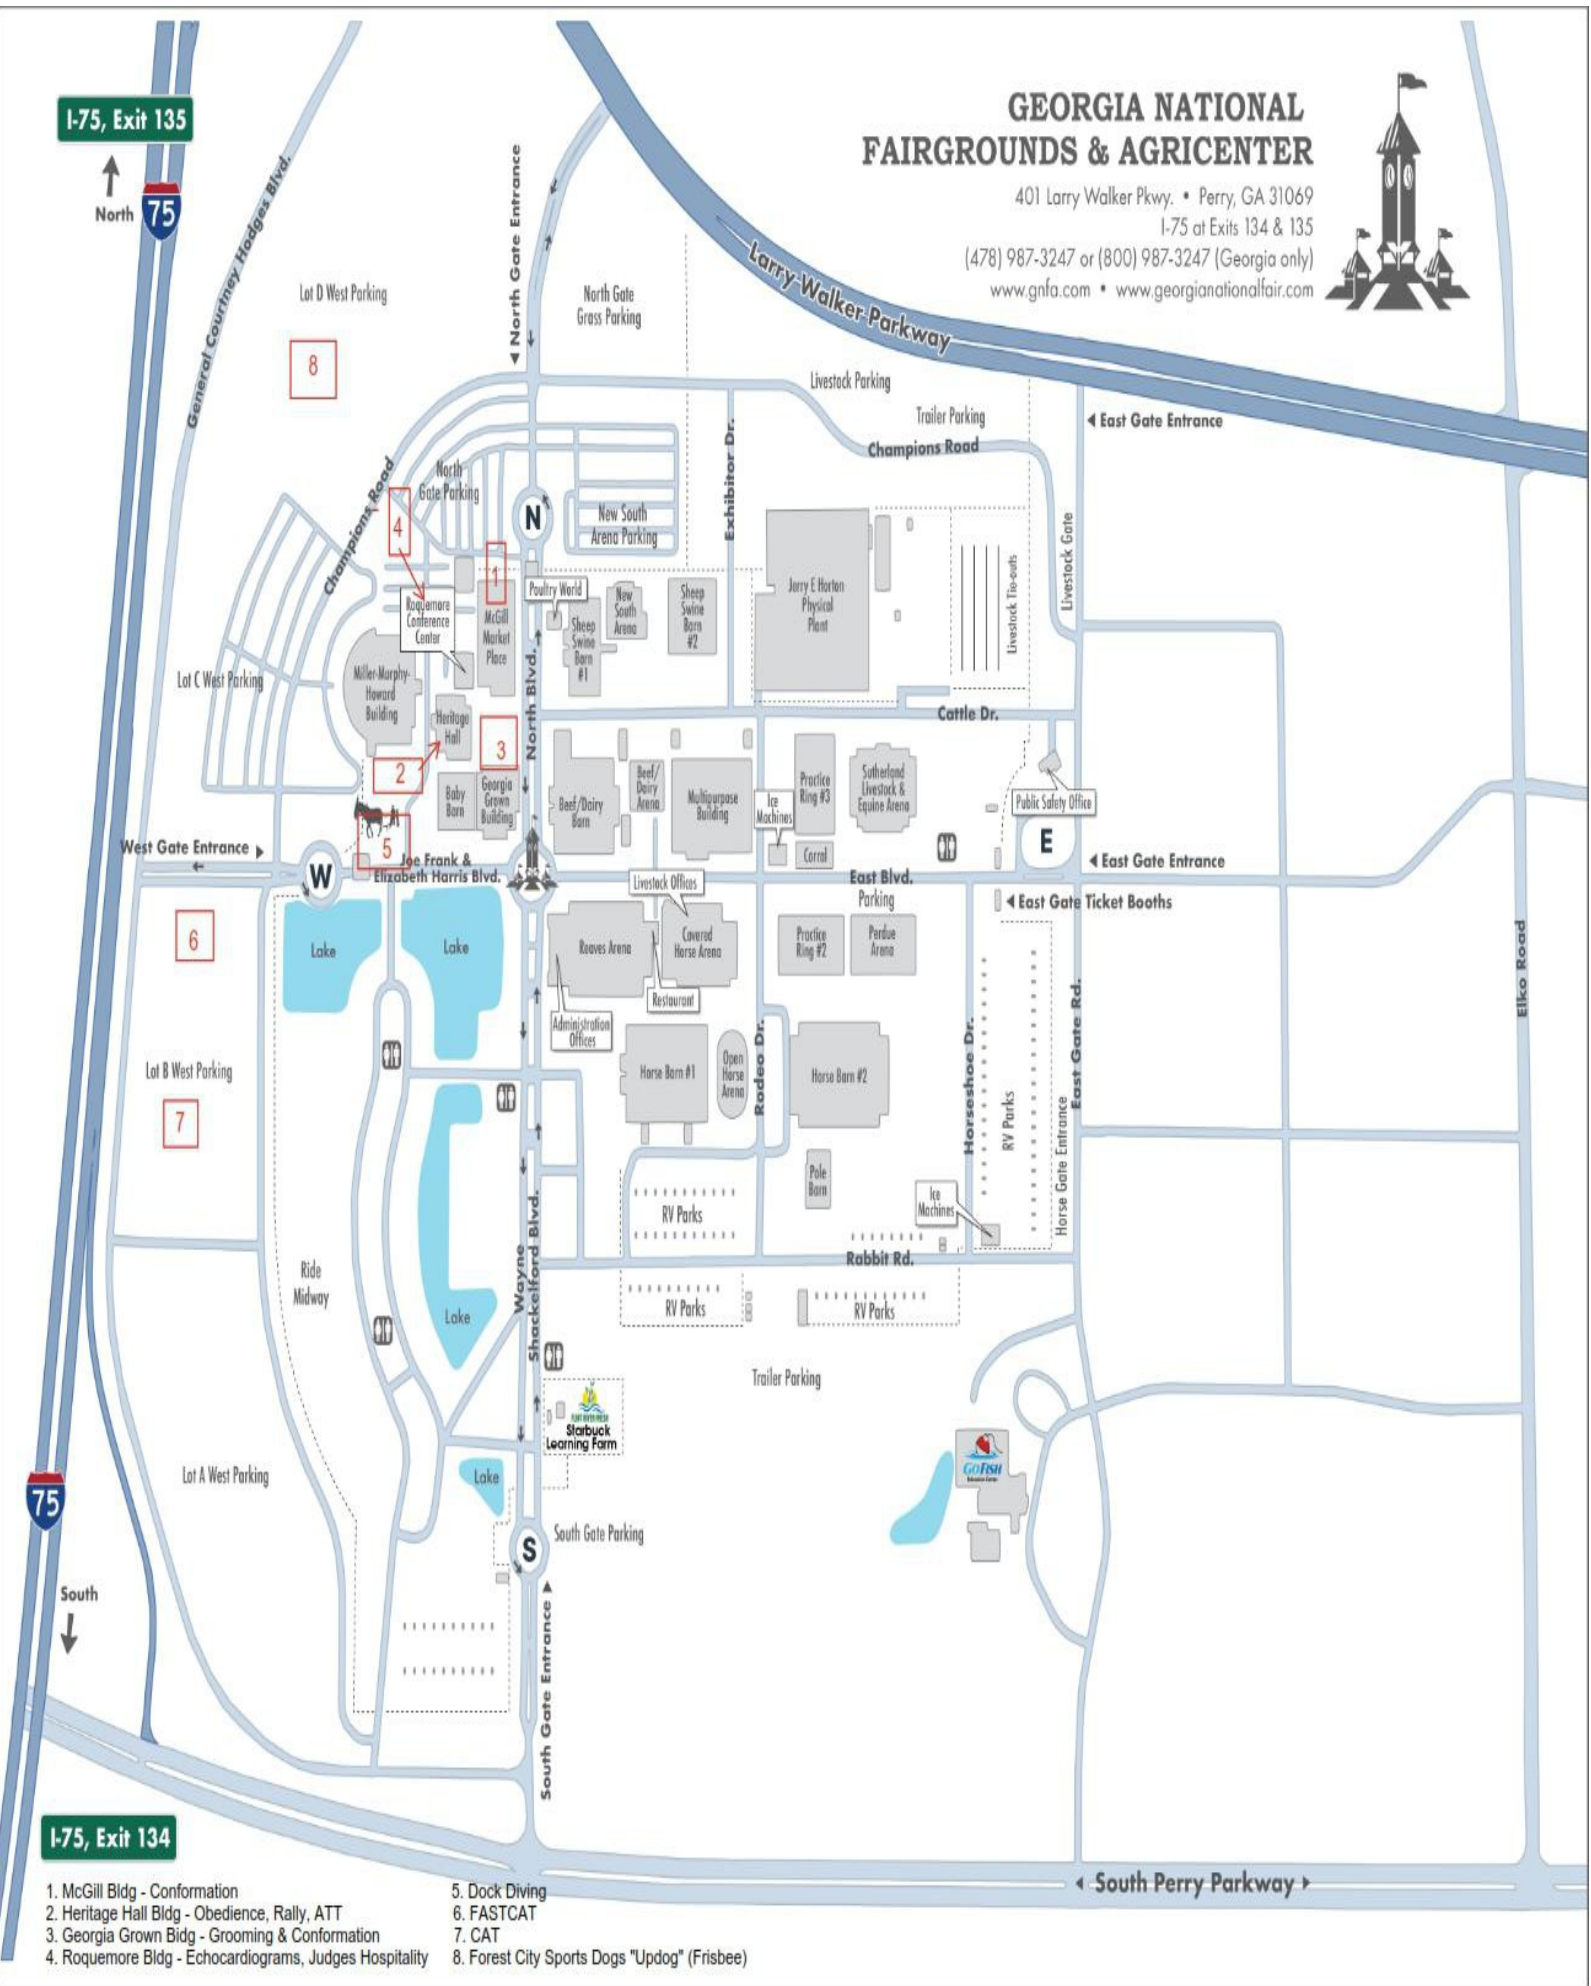 I-75, Exit 135
North
75
GEORGIA NATIONAL
FAIRGROUNDS & AGRICENTER
401 Larry Walker Pkwy. • Perry, GA 31069
I-75 at Exits 134 & 135
(478) 987-3247 or (800) 987-3247 (Georgia only)
www.gnfa.com • www.georgianationalfair.com
General Courtney Hodges Blvd.
Lot D West Parking
8
North Gate Entrance
North Gate
Grass Parking
Larry Walker Parkway
Livestock Parking
Trailer Parking
Champions Road
East Gate Entrance
Exhibitor Dr.
Champions Road
North
Gate Parking
4
N
New South
Arena Parking
1
Poultry World
Roquemore
Conference
Center
McGill
Market
Place
Sheep
Swine
Barn
#1
New
South
Arena
Sheep
Swine
Barn
#2
Jerry E Horton
Physical
Plant
Livestock Tie-outs
Livestock Gate
Lot C West Parking
Miller-Murphy-
Howard
Building
Heritage
Hall
3
North Blvd.
Cattle Dr.
2
Baby
Barn
Georgia
Grown
Building
Beef/Dairy
Barn
Beef/
Dairy
Arena
Multipurpose
Building
Ice
Machines
Practice
Ring #3
Sutherland
Livestock &
Equine Arena
Public Safety Office
Corral
E
West Gate Entrance
5
W
Joe Frank &
Elizabeth Harris Blvd.
Livestock Offices
East Blvd.
Parking
East Gate Entrance
East Gate Ticket Booths
6
Lake
Lake
Reaves Arena
Covered
Horse Arena
Practice
Ring #2
Perdue
Arena
Restaurant
Administration
Offices
Elko Road
Lot B West Parking
7
Horse Barn #1
Open
Horse
Arena
Rodeo Dr.
Horse Barn #2
Horseshoe Dr.
RV Parks
East Gate Rd.
Horse Gate Entrance
Pole
Barn
Ice
Machines
RV Parks
Rabbit Rd.
Ride
Midway
Lake
Wayne
Shackelford Blvd.
RV Parks
RV Parks
Trailer Parking
Starbuck
Learning Farm
GO FISH
Lot A West Parking
Lake
75
S
South Gate Parking
South
South Gate Entrance
I-75, Exit 134
South Perry Parkway
1. McGill Bldg - Conformation
2. Heritage Hall Bldg - Obedience, Rally, ATT
3. Georgia Grown Bldg - Grooming & Conformation
4. Roquemore Bldg - Echocardiograms, Judges Hospitality
5. Dock Diving
6. FASTCAT
7. CAT
8. Forest City Sports Dogs "Updog" (Frisbee)